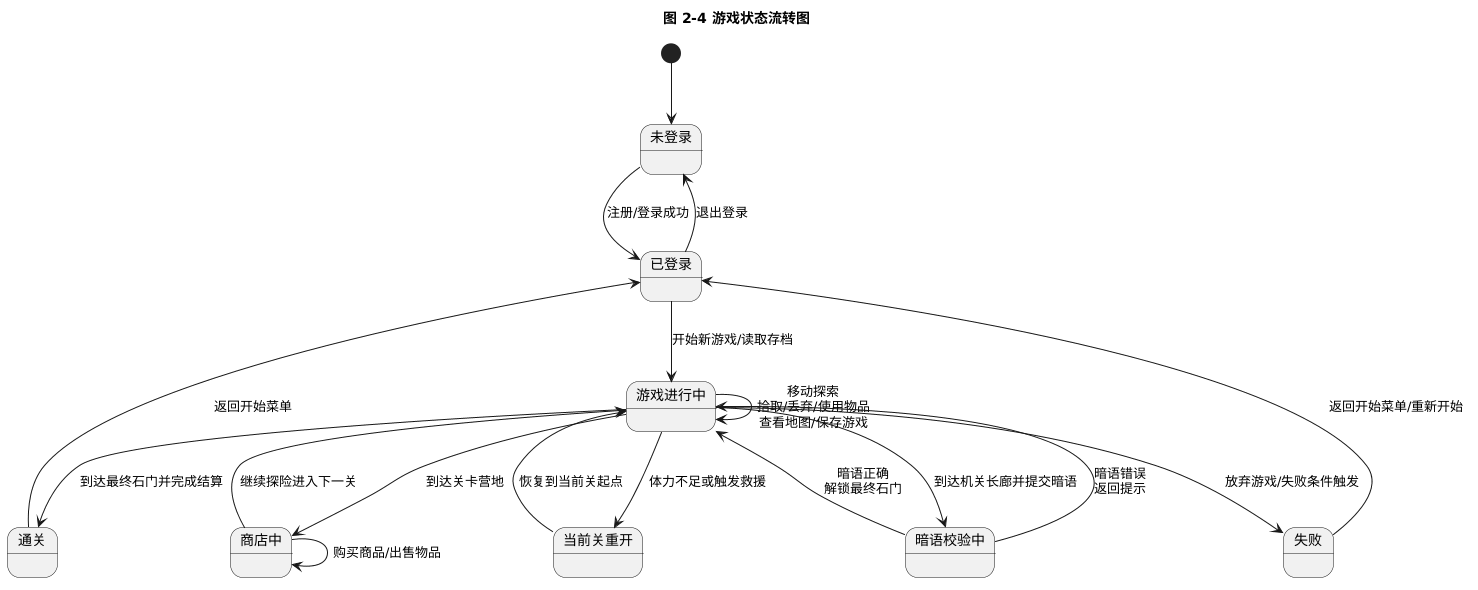 图 2-4 游戏状态流转图
未登录
注册/登录成功
退出登录
已登录
开始新游戏/读取存档
游戏进行中
移动探索
拾取/丢弃/使用物品
查看地图/保存游戏
返回开始菜单
返回开始菜单/重新开始
到达最终石门并完成结算
继续探险进入下一关
到达关卡营地
恢复到当前关起点
体力不足或触发救援
暗语正确
解锁最终石门
到达机关长廊并提交暗语
暗语错误
返回提示
放弃游戏/失败条件触发
通关
商店中
购买商品/出售物品
当前关重开
暗语校验中
失败